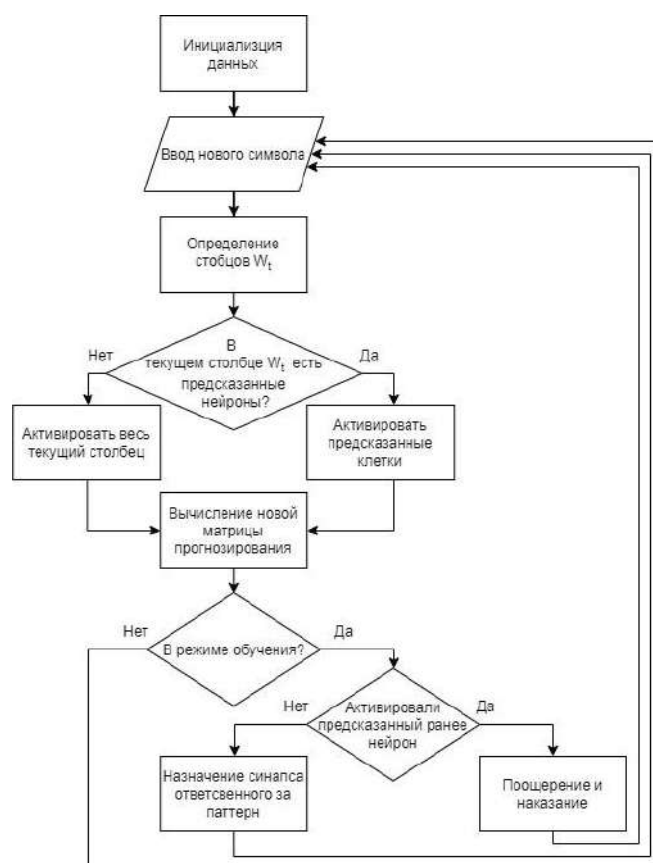 Инициализция
данных
Ввод нового символа
Определение
стобцов Wt
В
текущем столбце Wt есть
предсказанные
нейроны?
Нет
Да
Активировать весь
текущий столбец
Активировать
предсказанные
клетки
Вычисление новой
матрицы
прогнозирования
Нет
В режиме обучения?
Да
Нет
Активировали
предсказанный ранее
нейрон
Да
Назначение синапса
ответсвенного за
паттерн
Поощерение и
наказание